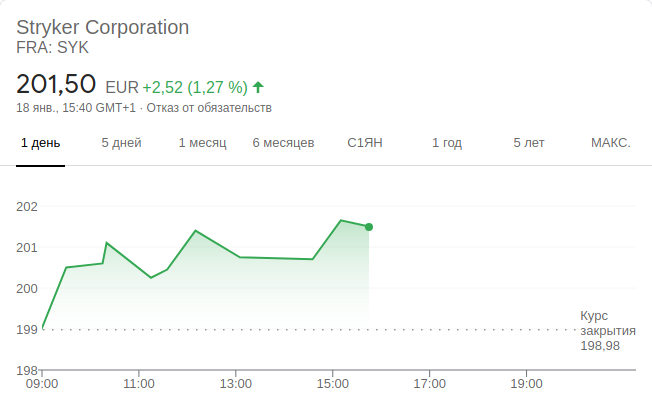 Stryker Corporation
FRA: SYK
201,50 EUR +2,52 (1,27 %)
18 янв., 15:40 GMT+1 · Отказ от обязательств
1 день 5 дней 1 месяц 6 месяцев С1ЯН 1 год 5 лет МАКС.
202
201
200
199
198
Курс
закрытия
198,98
09:00 11:00 13:00 15:00 17:00 19:00